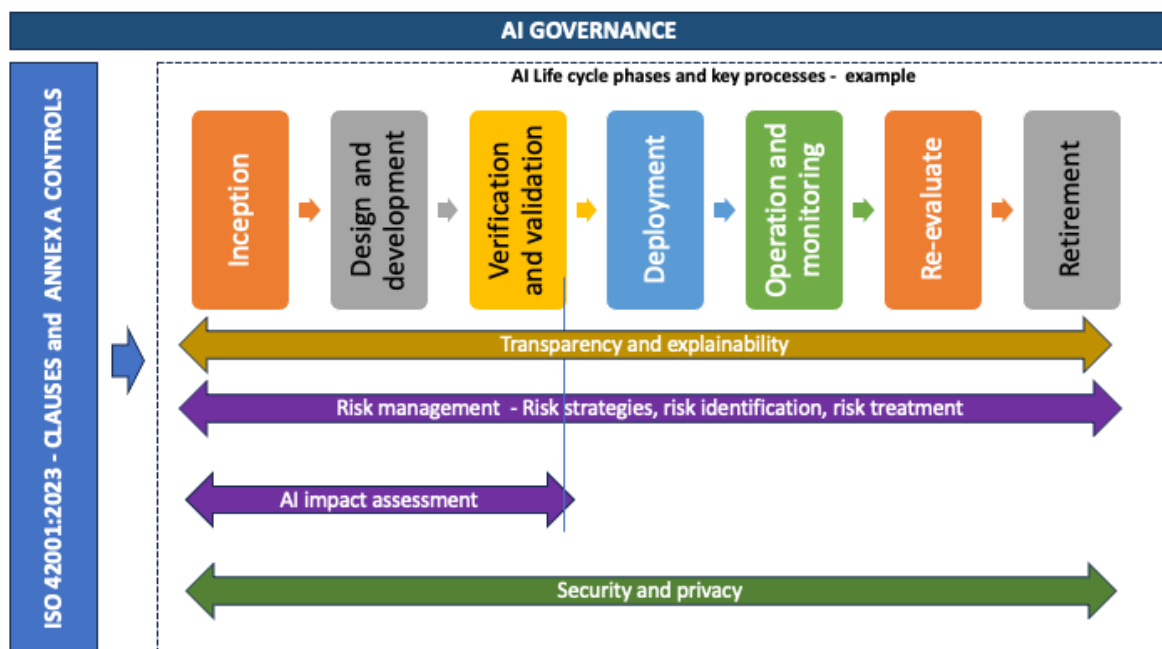 AI GOVERNANCE
ISO 42001:2023 - CLAUSES and ANNEX A CONTROLS
AI Life cycle phases and key processes - example
Inception
Design and
development
Verification
and validation
Deployment
Operation and
monitoring
Re-evaluate
Retirement
Transparency and explainability
Risk management - Risk strategies, risk identification, risk treatment
AI impact assessment
Security and privacy